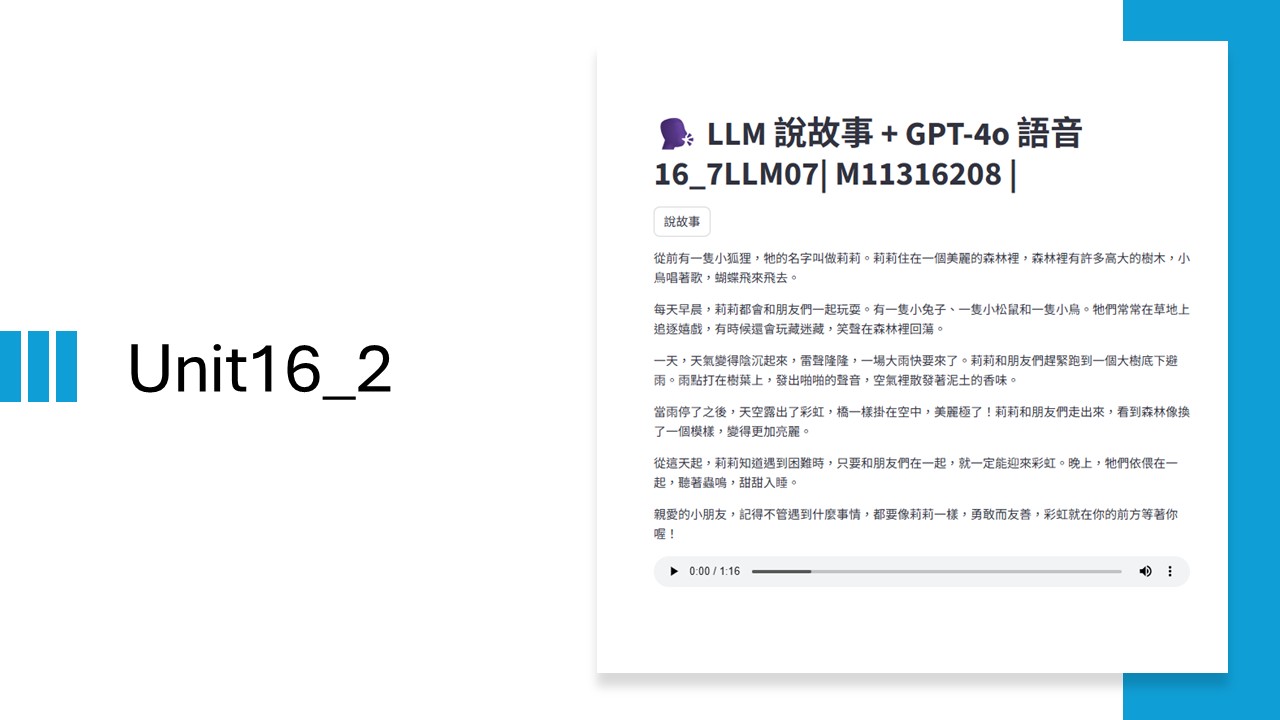 Unit16_2
LLM 說故事 + GPT-4o 語音
16_7LLM07| M11316208 |
說故事
從前有一隻小狐狸，牠的名字叫做莉莉。莉莉住在一個美麗的森林裡，森林裡有許多高大的樹木，小
鳥唱著歌，蝴蝶飛來飛去。
每天早晨，莉莉都會和朋友們一起玩耍。有一隻小兔子、一隻小松鼠和一隻小鳥。牠們常常在草地上
追逐嬉戲，有時候還會玩藏迷藏，笑聲在森林裡回蕩。
一天，天氣變得陰沉起來，雷聲隆隆，一場大雨快要來了。莉莉和朋友們趕緊跑到一個大樹底下避
雨。雨點打在樹葉上，發出啪啪的聲音，空氣裡散發著泥土的香味。
當雨停了之後，天空露出了彩虹，橋一樣掛在空中，美麗極了！莉莉和朋友們走出來，看到森林像換
了一個模樣，變得更加亮麗。
從這天起，莉莉知道遇到困難時，只要和朋友們在一起，就一定能迎來彩虹。晚上，牠們依偎在一
起，聽著蟲鳴，甜甜入睡。
親愛的小朋友，記得不管遇到什麼事情，都要像莉莉一樣，勇敢而友善，彩虹就在你的前方等著你
喔！
0:00 / 1:16